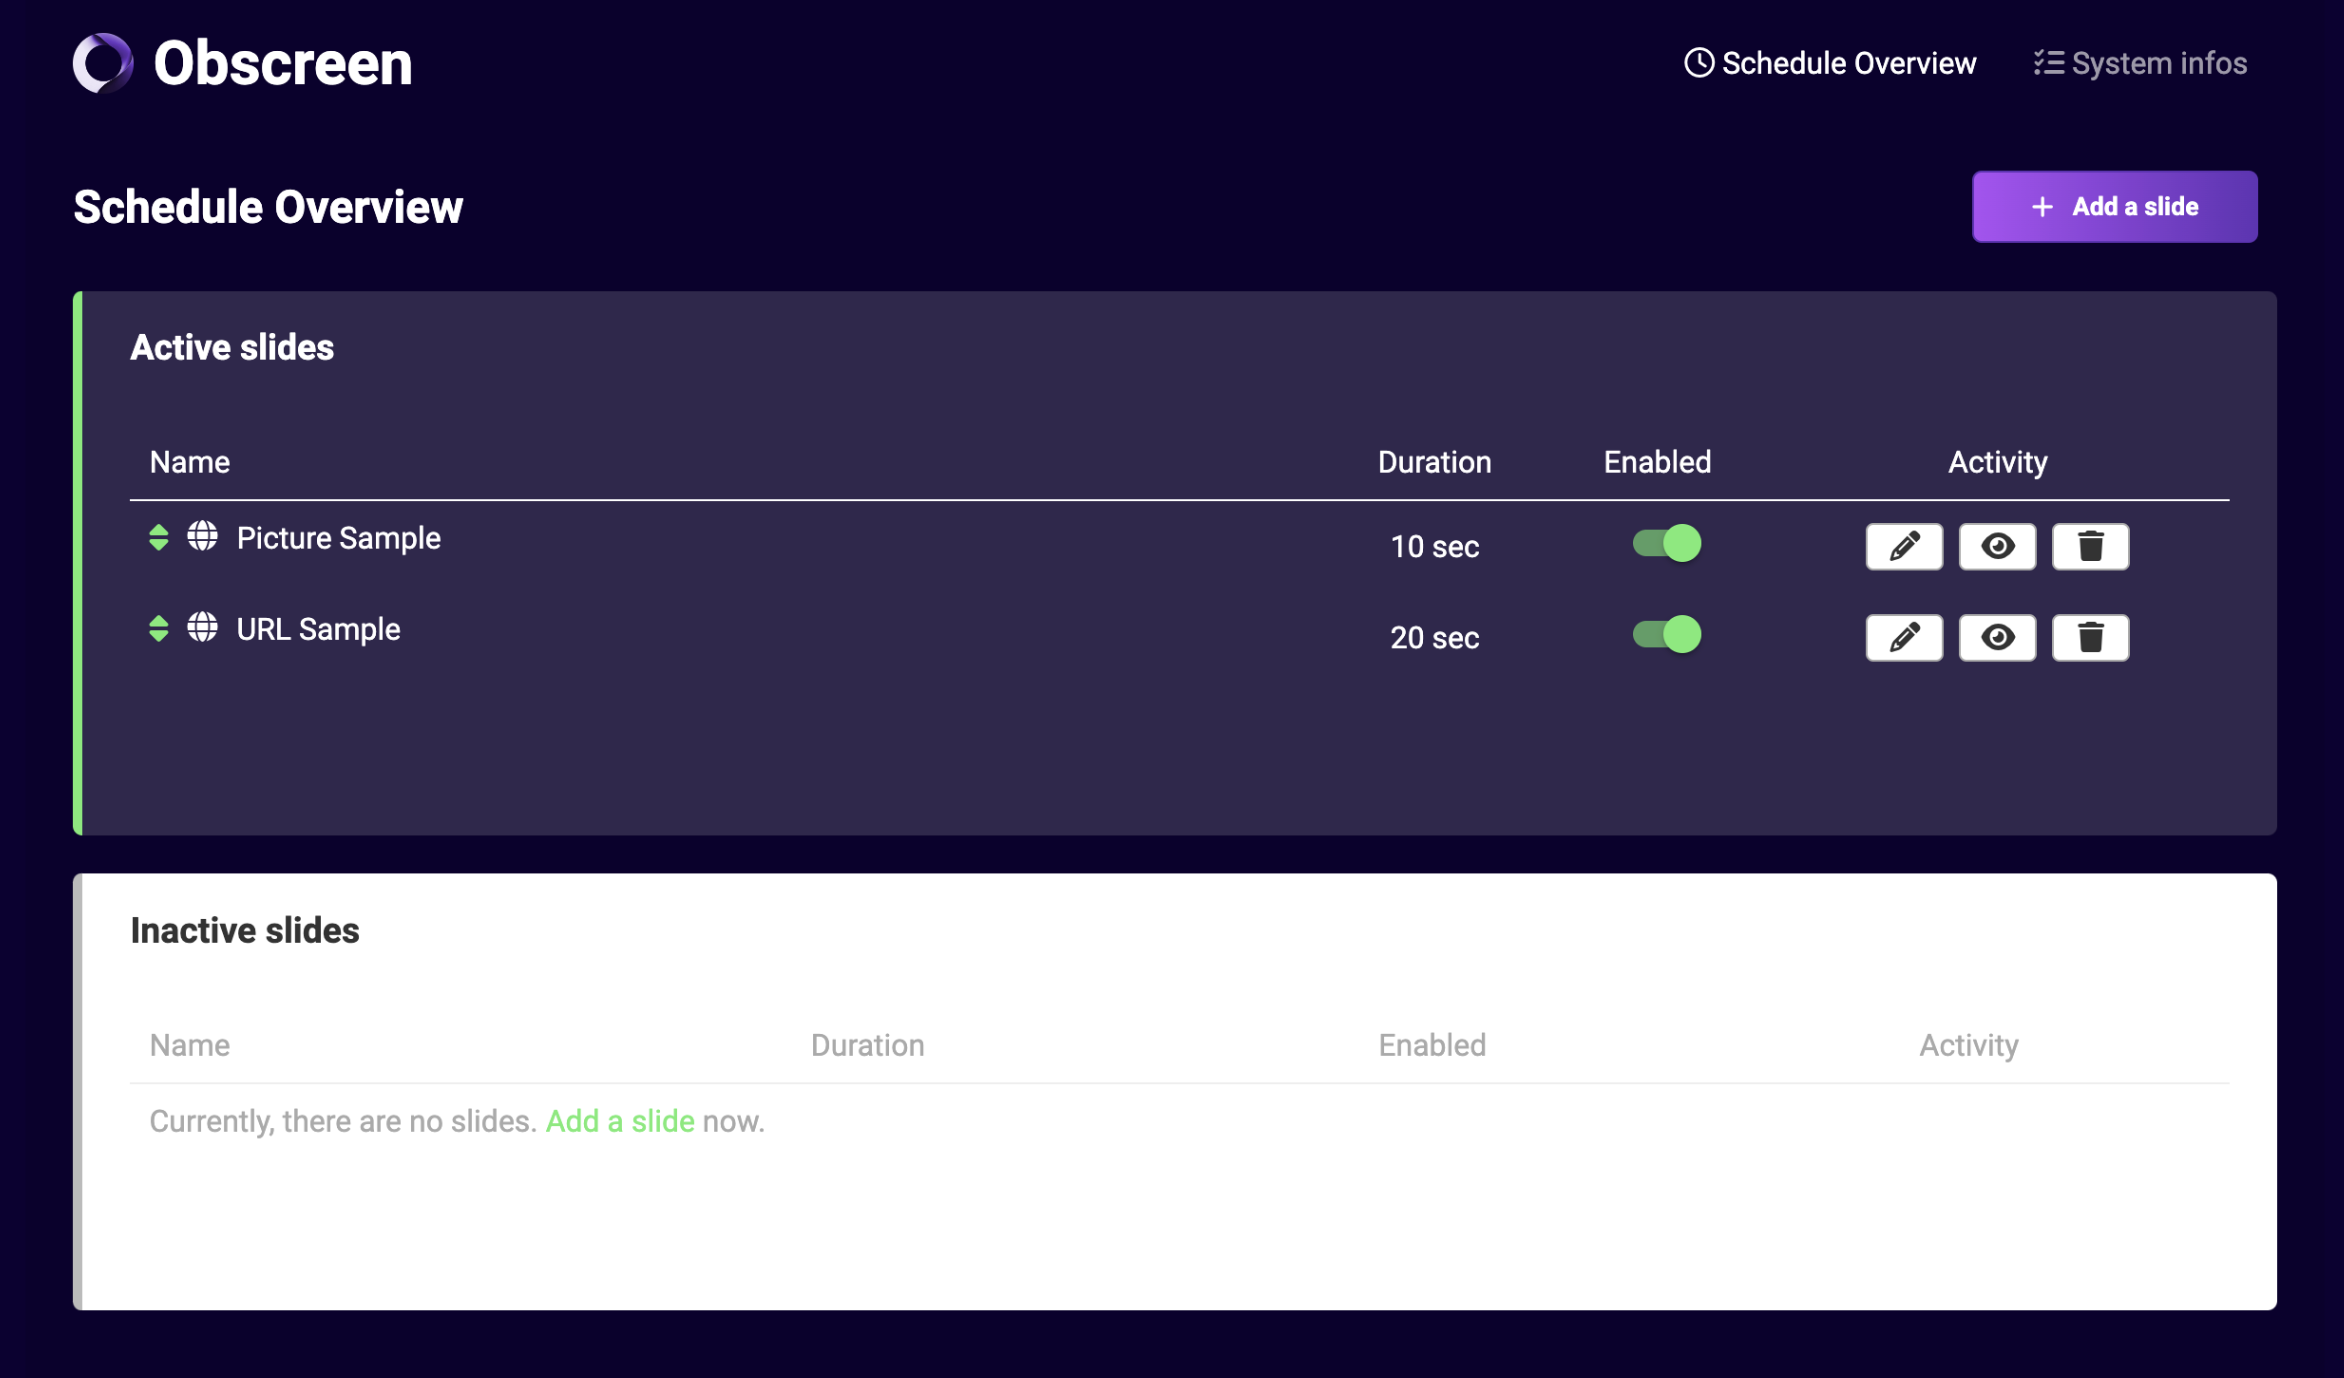 Obscreen
Schedule Overview
System infos
Schedule Overview
+ Add a slide
Active slides
Name Duration Enabled Activity
Picture Sample 10 sec
URL Sample 20 sec
Inactive slides
Name Duration Enabled Activity
Currently, there are no slides. Add a slide now.